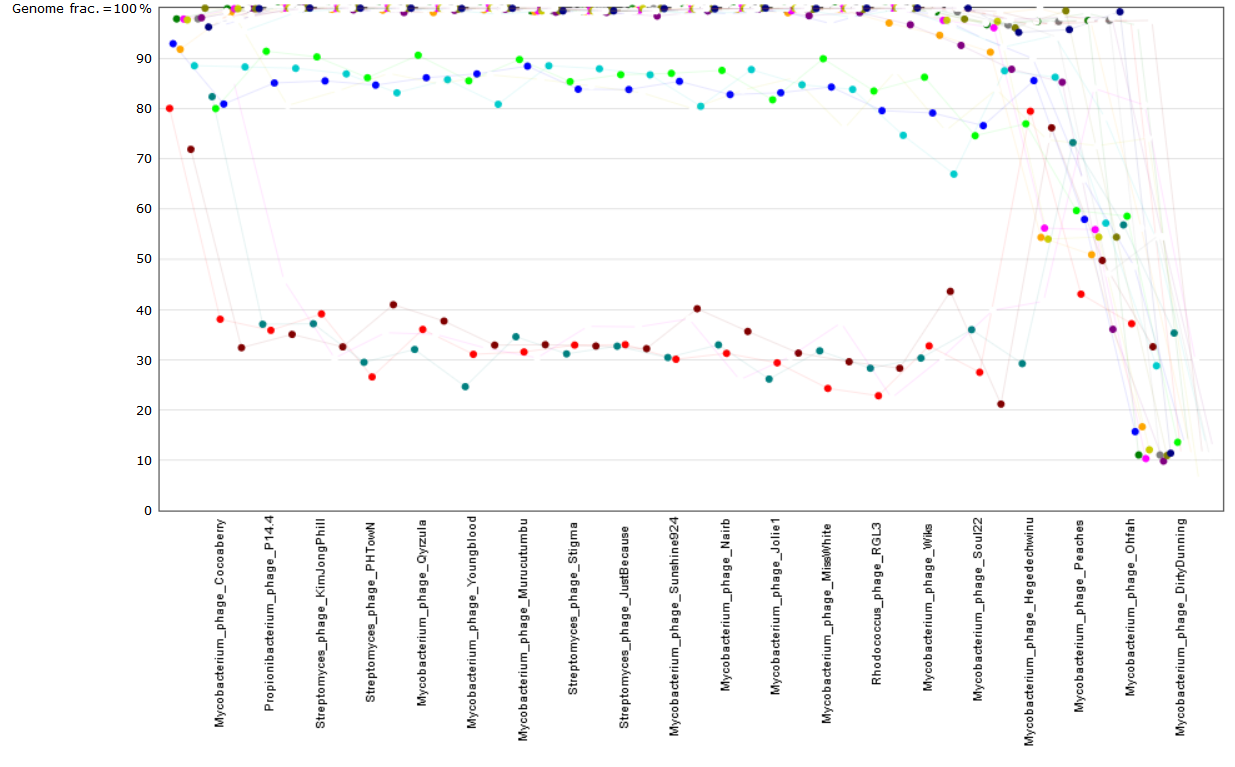 Genome frac. =100 %
90
80
70
60
50
40
30
20
10
0
Mycobacterium_phage_Cocoaberry
Propionibacterium_phage_P14.4
Streptomyces_phage_KimJongPhill
Streptomyces_phage_PHTowN
Mycobacterium_phage_Qyrzula
Mycobacterium_phage_Youngblood
Mycobacterium_phage_Murucutumbu
Streptomyces_phage_Stigma
Streptomyces_phage_JustBecause
Mycobacterium_phage_Sunshine924
Mycobacterium_phage_Nairb
Mycobacterium_phage_Jolie1
Mycobacterium_phage_MissWhite
Rhodococcus_phage_RGL3
Mycobacterium_phage_Wiks
Mycobacterium_phage_Soul22
Mycobacterium_phage_Hegedechwinu
Mycobacterium_phage_Peaches
Mycobacterium_phage_Ohfah
Mycobacterium_phage_DirtyDunning